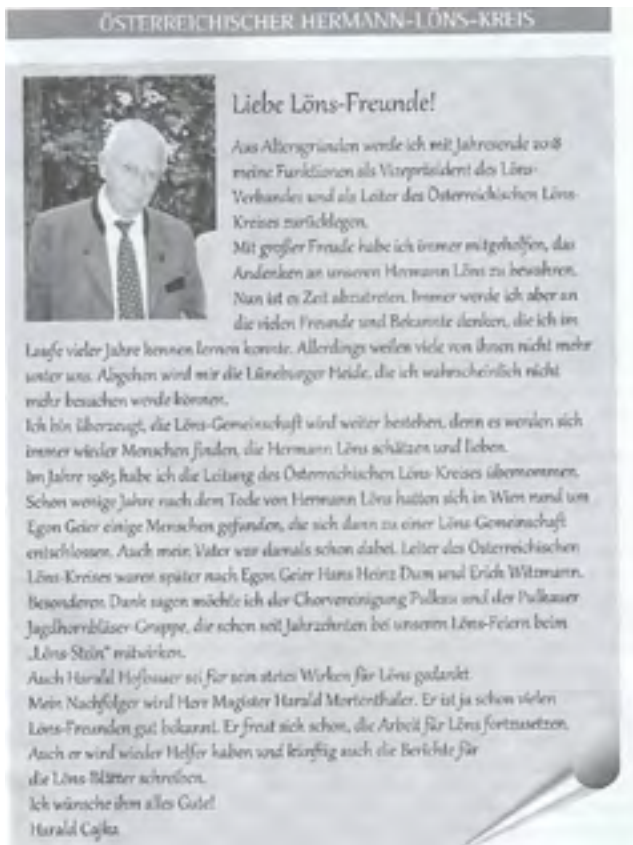 ÖSTERREICHISCHER HERMANN-LÖNS-KREIS
Liebe Löns-Freunde!
Aus Altersgründen werde ich mit Jahresende 2018
meine Funktionen als Vizepräsident des Löns-
Verbandes und als Leiter des Österreichischen Löns-
Kreises zurücklegen.
Mit großer Freude habe ich immer mitgeholfen, das
Andenken an unseren Hermann Löns zu bewahren.
Nun ist es Zeit abzutreten. Immer werde ich aber an
die vielen Freunde und Bekannte denken, die ich im
Laufe vieler Jahre kennen lernen konnte. Allerdings weilen viele von ihnen nicht mehr
unter uns. Abgehen wird mir die Lüneburger Heide, die ich wahrscheinlich nicht
mehr besuchen werde können.
Ich bin überzeugt, die Löns-Gemeinschaft wird weiter bestehen, denn es werden sich
immer wieder Menschen finden, die Hermann Löns schätzen und lieben.
Im Jahre 1985 habe ich die Leitung des Österreichischen Löns-Kreises übernommen.
Schon wenige Jahre nach dem Tode von Hermann Löns hatten sich in Wien rund um
Egon Geier einige Menschen gefunden, die sich dann zu einer Löns-Gemeinschaft
entschlossen. Auch mein Vater war damals schon dabei. Leiter des Österreichischen
Löns-Kreises waren später nach Egon Geier Hans Heinz Dum und Erich Witzmann.
Besonderen Dank sagen möchte ich der Chorvereinigung Pulkau und der Pulkauer
Jagdhornbläser-Gruppe, die schon seit Jahrzehnten bei unseren Löns-Feiern beim
„Löns-Stein“ mitwirken.
Auch Harald Hofbauer sei für sein stetes Wirken für Löns gedankt.
Mein Nachfolger wird Herr Magister Harald Mortenthaler. Er ist ja schon vielen
Löns-Freunden gut bekannt. Er freut sich schon, die Arbeit für Löns fortzusetzen.
Auch er wird wieder Helfer haben und künftig auch die Berichte für
die Löns-Blätter schreiben.
Ich wünsche ihm alles Gute!
Harald Cajka